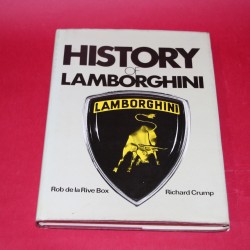 HISTORY
OF
LAMBORGHINI
LAMBORGHINI
Rob de la Rive Box
Richard Crump